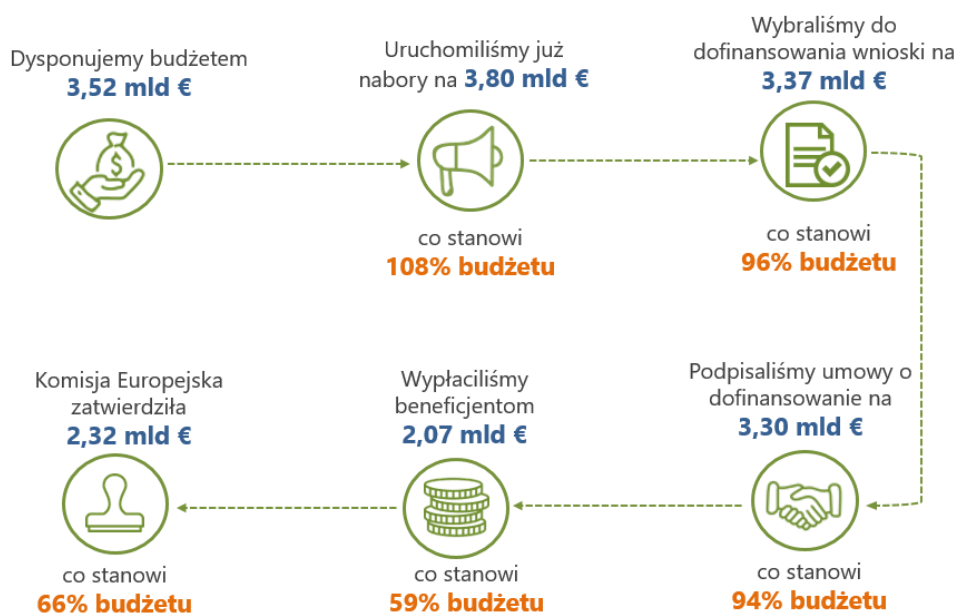 Dysponujemy budżetem
3,52 mld €
Uruchomiliśmy już
nabory na 3,80 mld €
co stanowi
108% budżetu
Wybraliśmy do
dofinansowania wnioski na
3,37 mld €
co stanowi
96% budżetu
Podpisaliśmy umowy o
dofinansowanie na
3,30 mld €
co stanowi
94% budżetu
Wypłaciliśmy
beneficjentom
2,07 mld €
co stanowi
59% budżetu
Komisja Europejska
zatwierdziła
2,32 mld €
co stanowi
66% budżetu